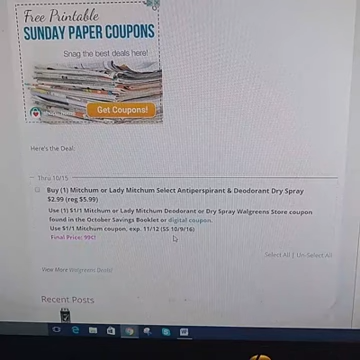 Free Printable
SUNDAY PAPER COUPONS
Snag the best deals here!
Get Coupons!
Here's the Deal:
Thru 10/15
Buy (1) Mitchum or Lady Mitchum Select Antiperspirant & Deodorant Dry Spray
$2.99 (reg $5.99)
Use (1) $1/1 Mitchum or Lady Mitchum Deodorant or Dry Spray Walgreens Store coupon
found in the October Savings Booklet or digital coupon.
Use $1/1 Mitchum coupon, exp. 11/12 (SS 10/9/16)
Final Price: 99¢!
Select All | Un-Select All
View More Walgreens Deals!
Recent Posts